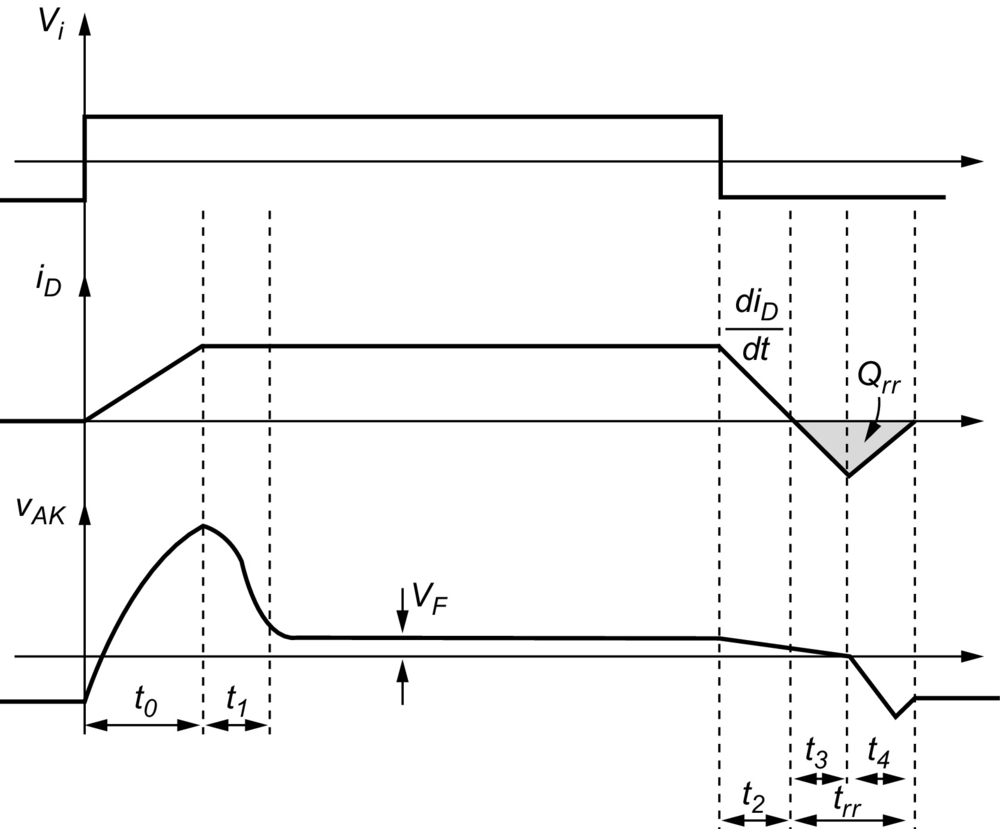 V_i
i_D
di_D
dt
Q_rr
v_AK
V_F
t_0
t_1
t_3
t_4
t_2
t_rr